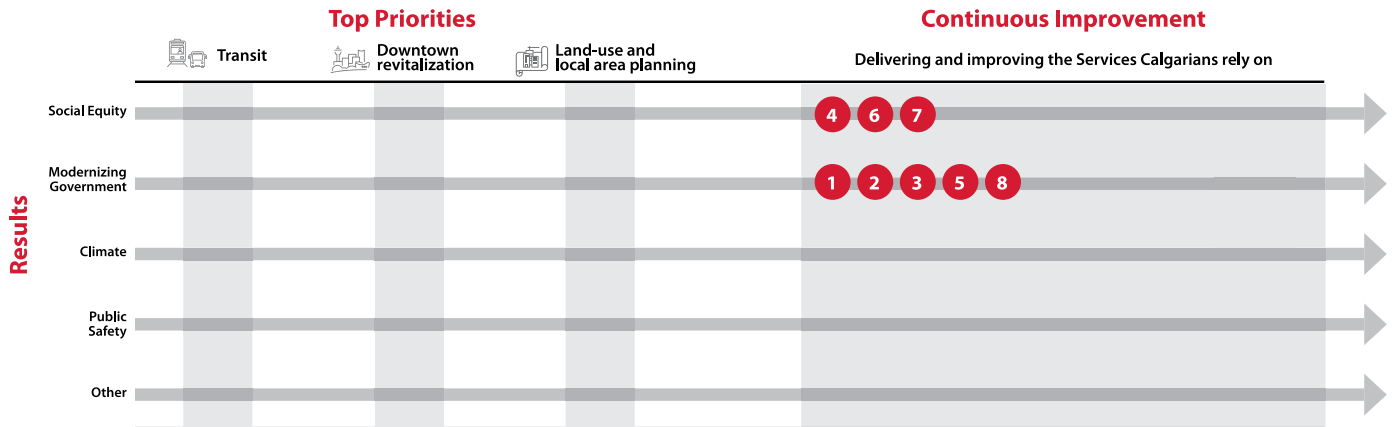 Top Priorities
Continuous Improvement
Transit
Downtown
revitalization
Land-use and
local area planning
Delivering and improving the Services Calgarians rely on
Results
Social Equity
4 6 7
Modernizing
Government
1 2 3 5 8
Climate
Public
Safety
Other